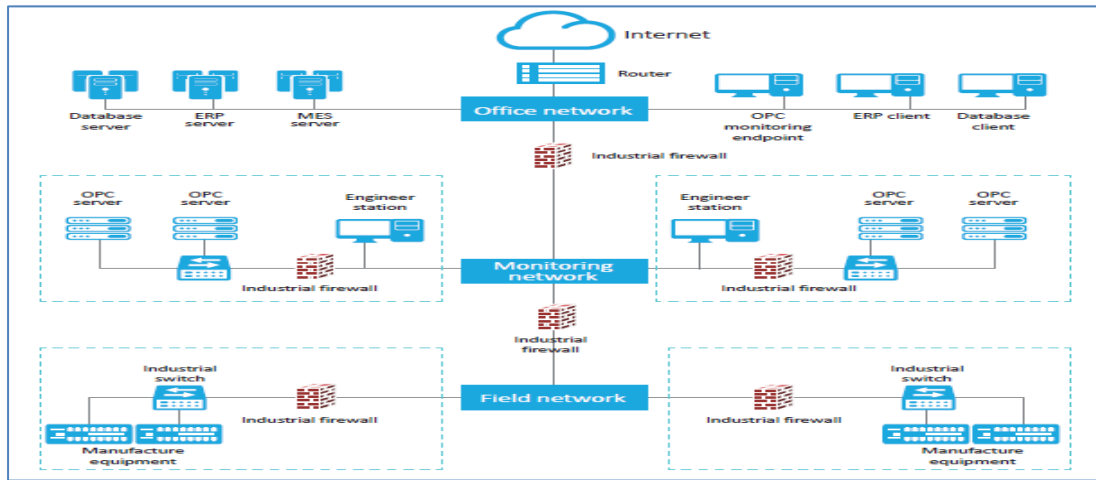 Internet
Router
Office network
Database
server
ERP
server
MES
server
OPC
monitoring
endpoint
ERP client
Database
client
Industrial firewall
OPC
server
OPC
server
Engineer
station
Industrial firewall
Monitoring
network
Engineer
station
OPC
server
OPC
server
Industrial firewall
Industrial
firewall
Industrial
switch
Industrial firewall
Manufacture
equipment
Field network
Industrial
switch
Industrial firewall
Manufacture
equipment